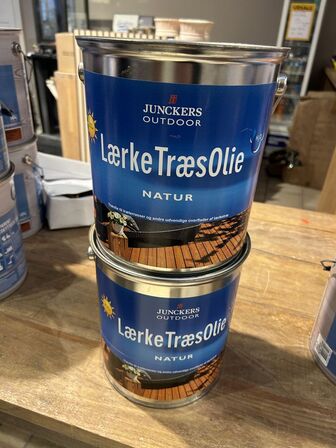 JUNCKERS
OUTDOOR
LærkeTræsOlie
NATUR
JUNCKERS
OUTDOOR
LærkeTræsOlie
NATUR